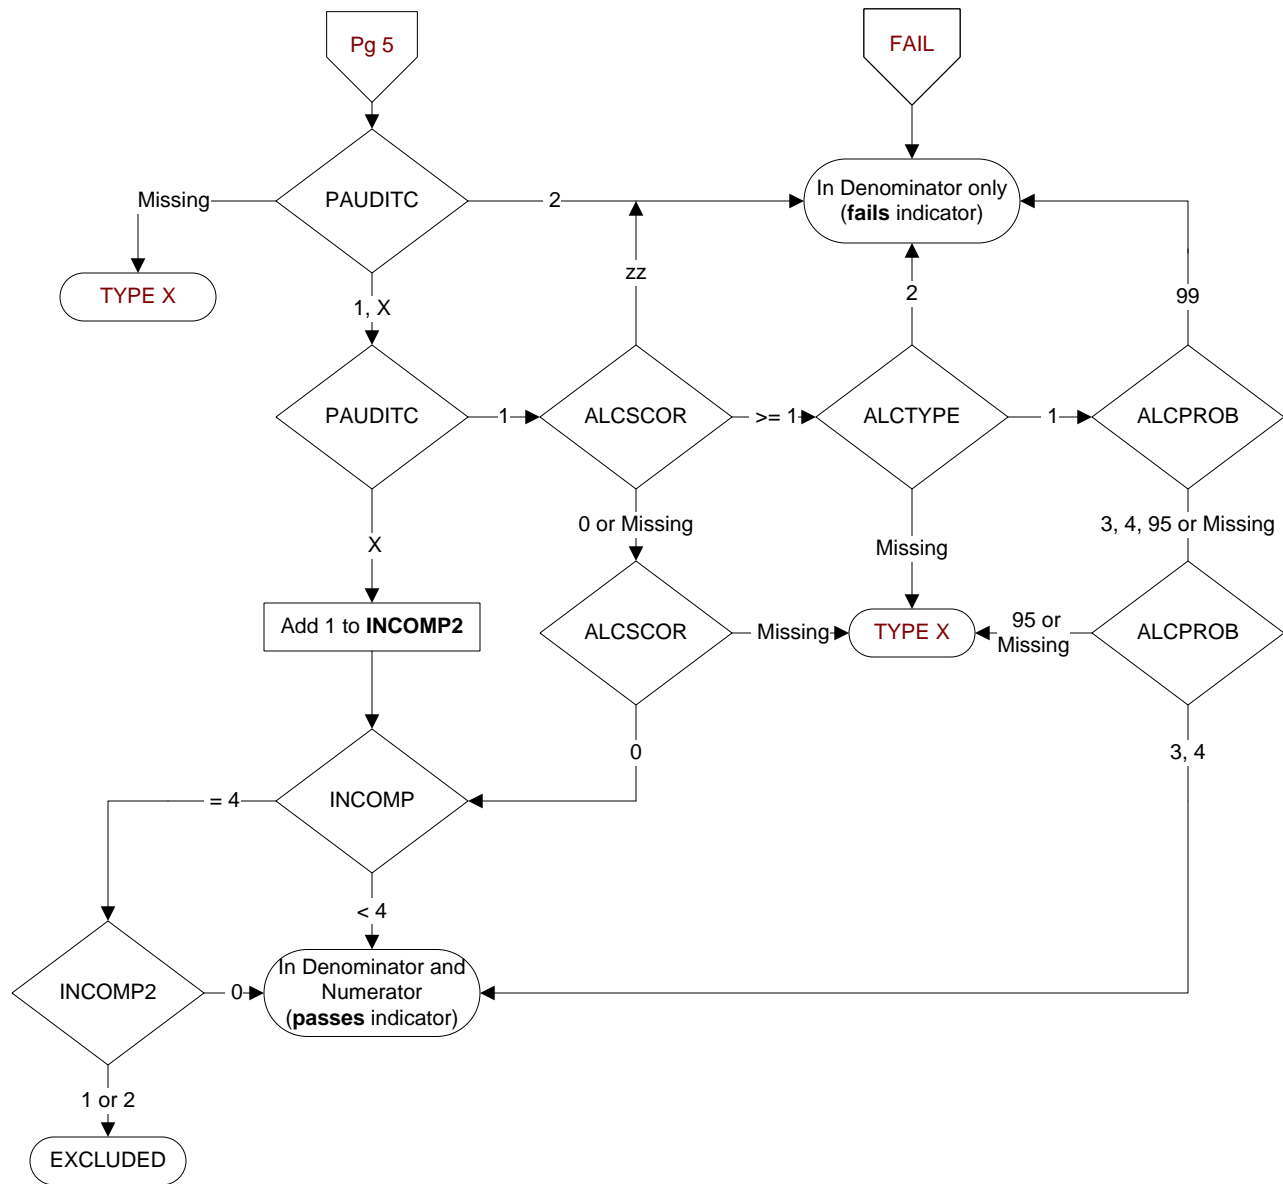 Pg 5
FAIL
Missing
PAUDITC
2
In Denominator only
(fails indicator)
TYPE X
zz
2
99
1, X
PAUDITC
1
ALCSCOR
>= 1
ALCTYPE
1
ALCPROB
0 or Missing
3, 4, 95 or Missing
X
Missing
Add 1 to INCOMP2
ALCSCOR
Missing
TYPE X
95 or
Missing
ALCPROB
0
3, 4
= 4
INCOMP
< 4
INCOMP2
0
In Denominator and
Numerator
(passes indicator)
1 or 2
EXCLUDED